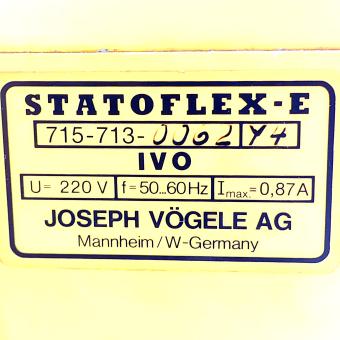 STATOFLEX-E
715-713-0062 Y4
IVO
U= 220 V f=50...60Hz Imax=0,87A
JOSEPH VÖGELE AG
Mannheim/W-Germany